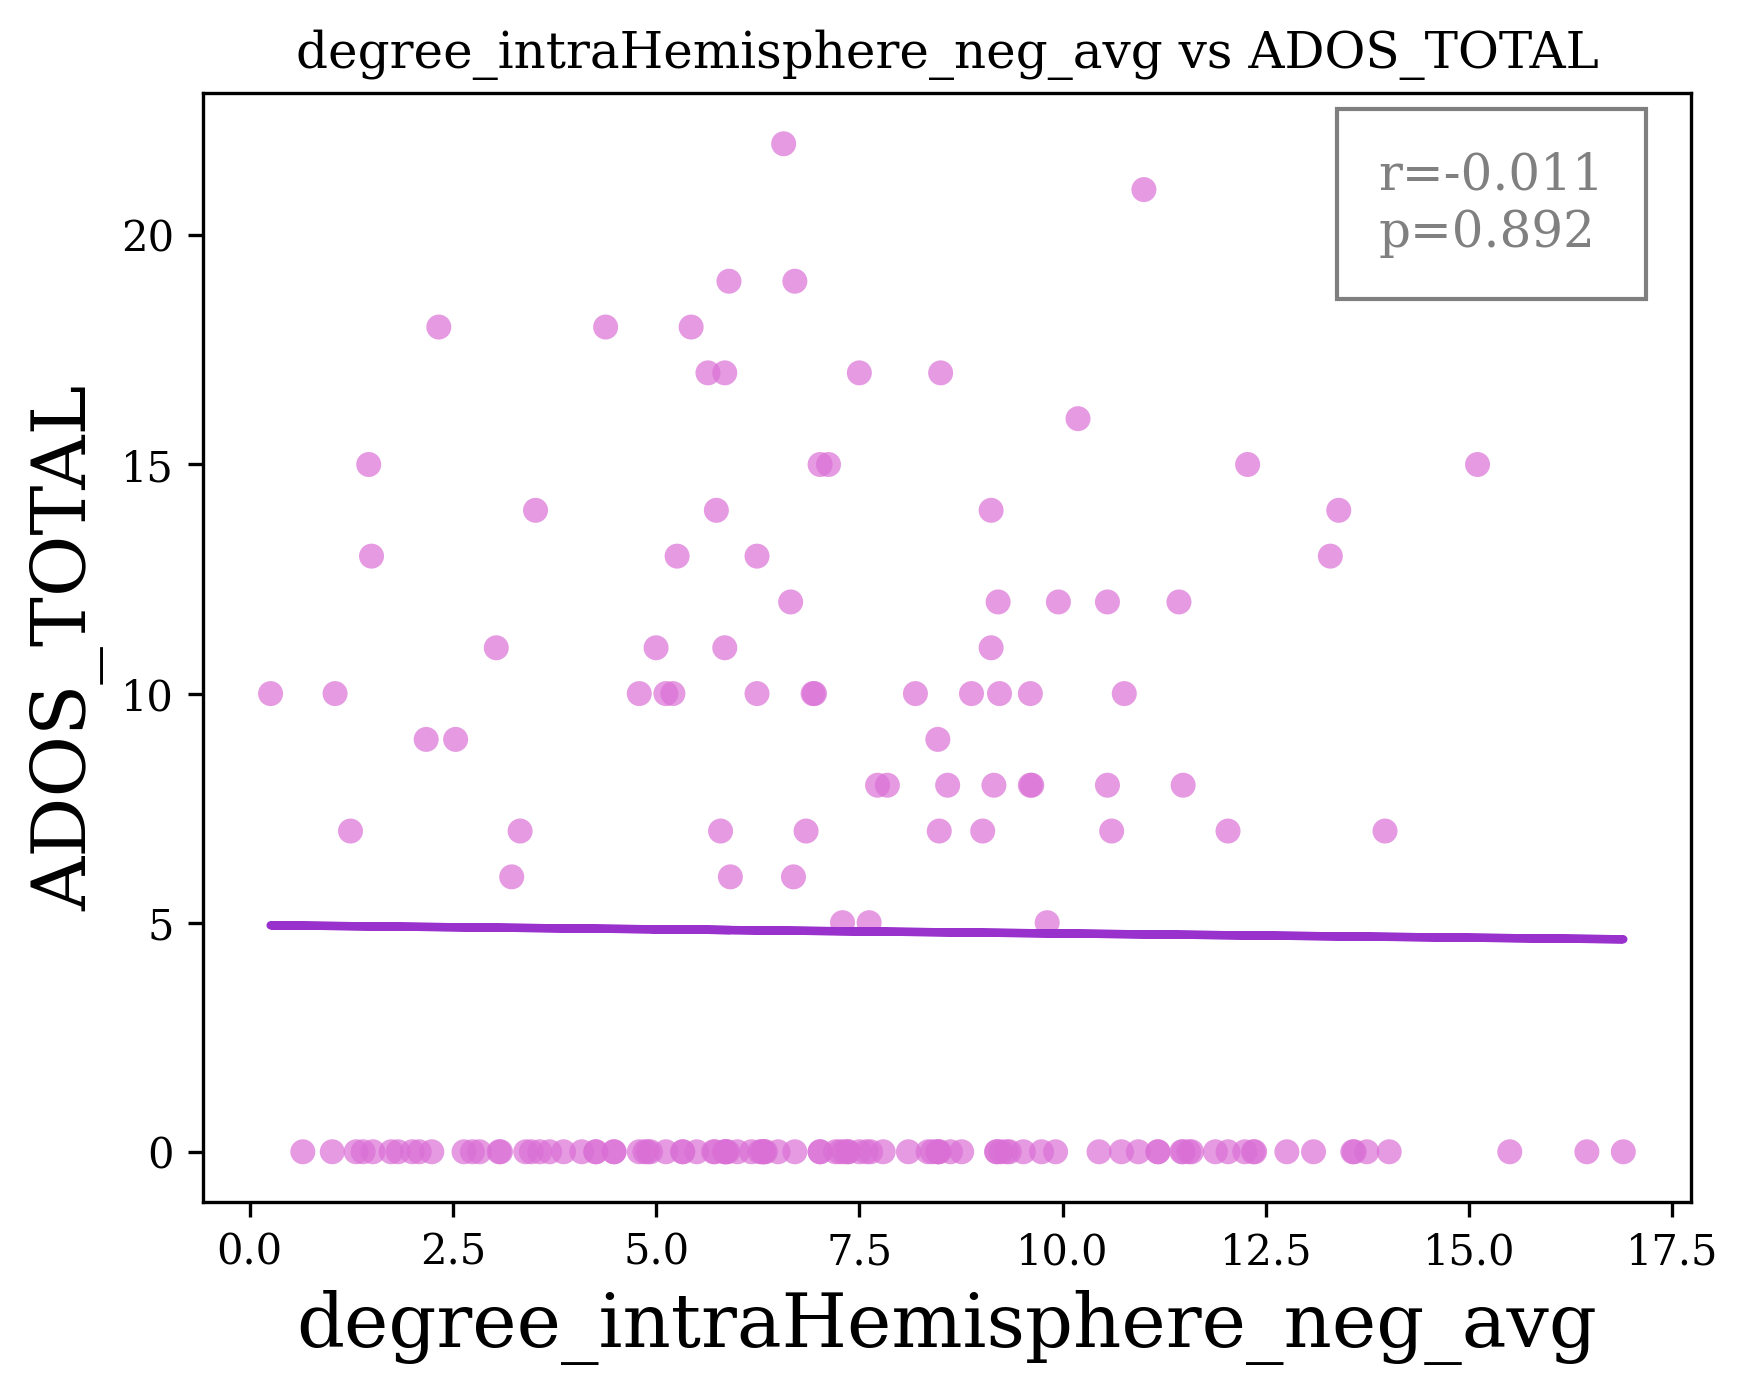 degree_intraHemisphere_neg_avg vs ADOS_TOTAL
r=-0.011
p=0.892
ADOS_TOTAL
20
15
10
5
0
0.0 2.5 5.0 7.5 10.0 12.5 15.0 17.5
degree_intraHemisphere_neg_avg